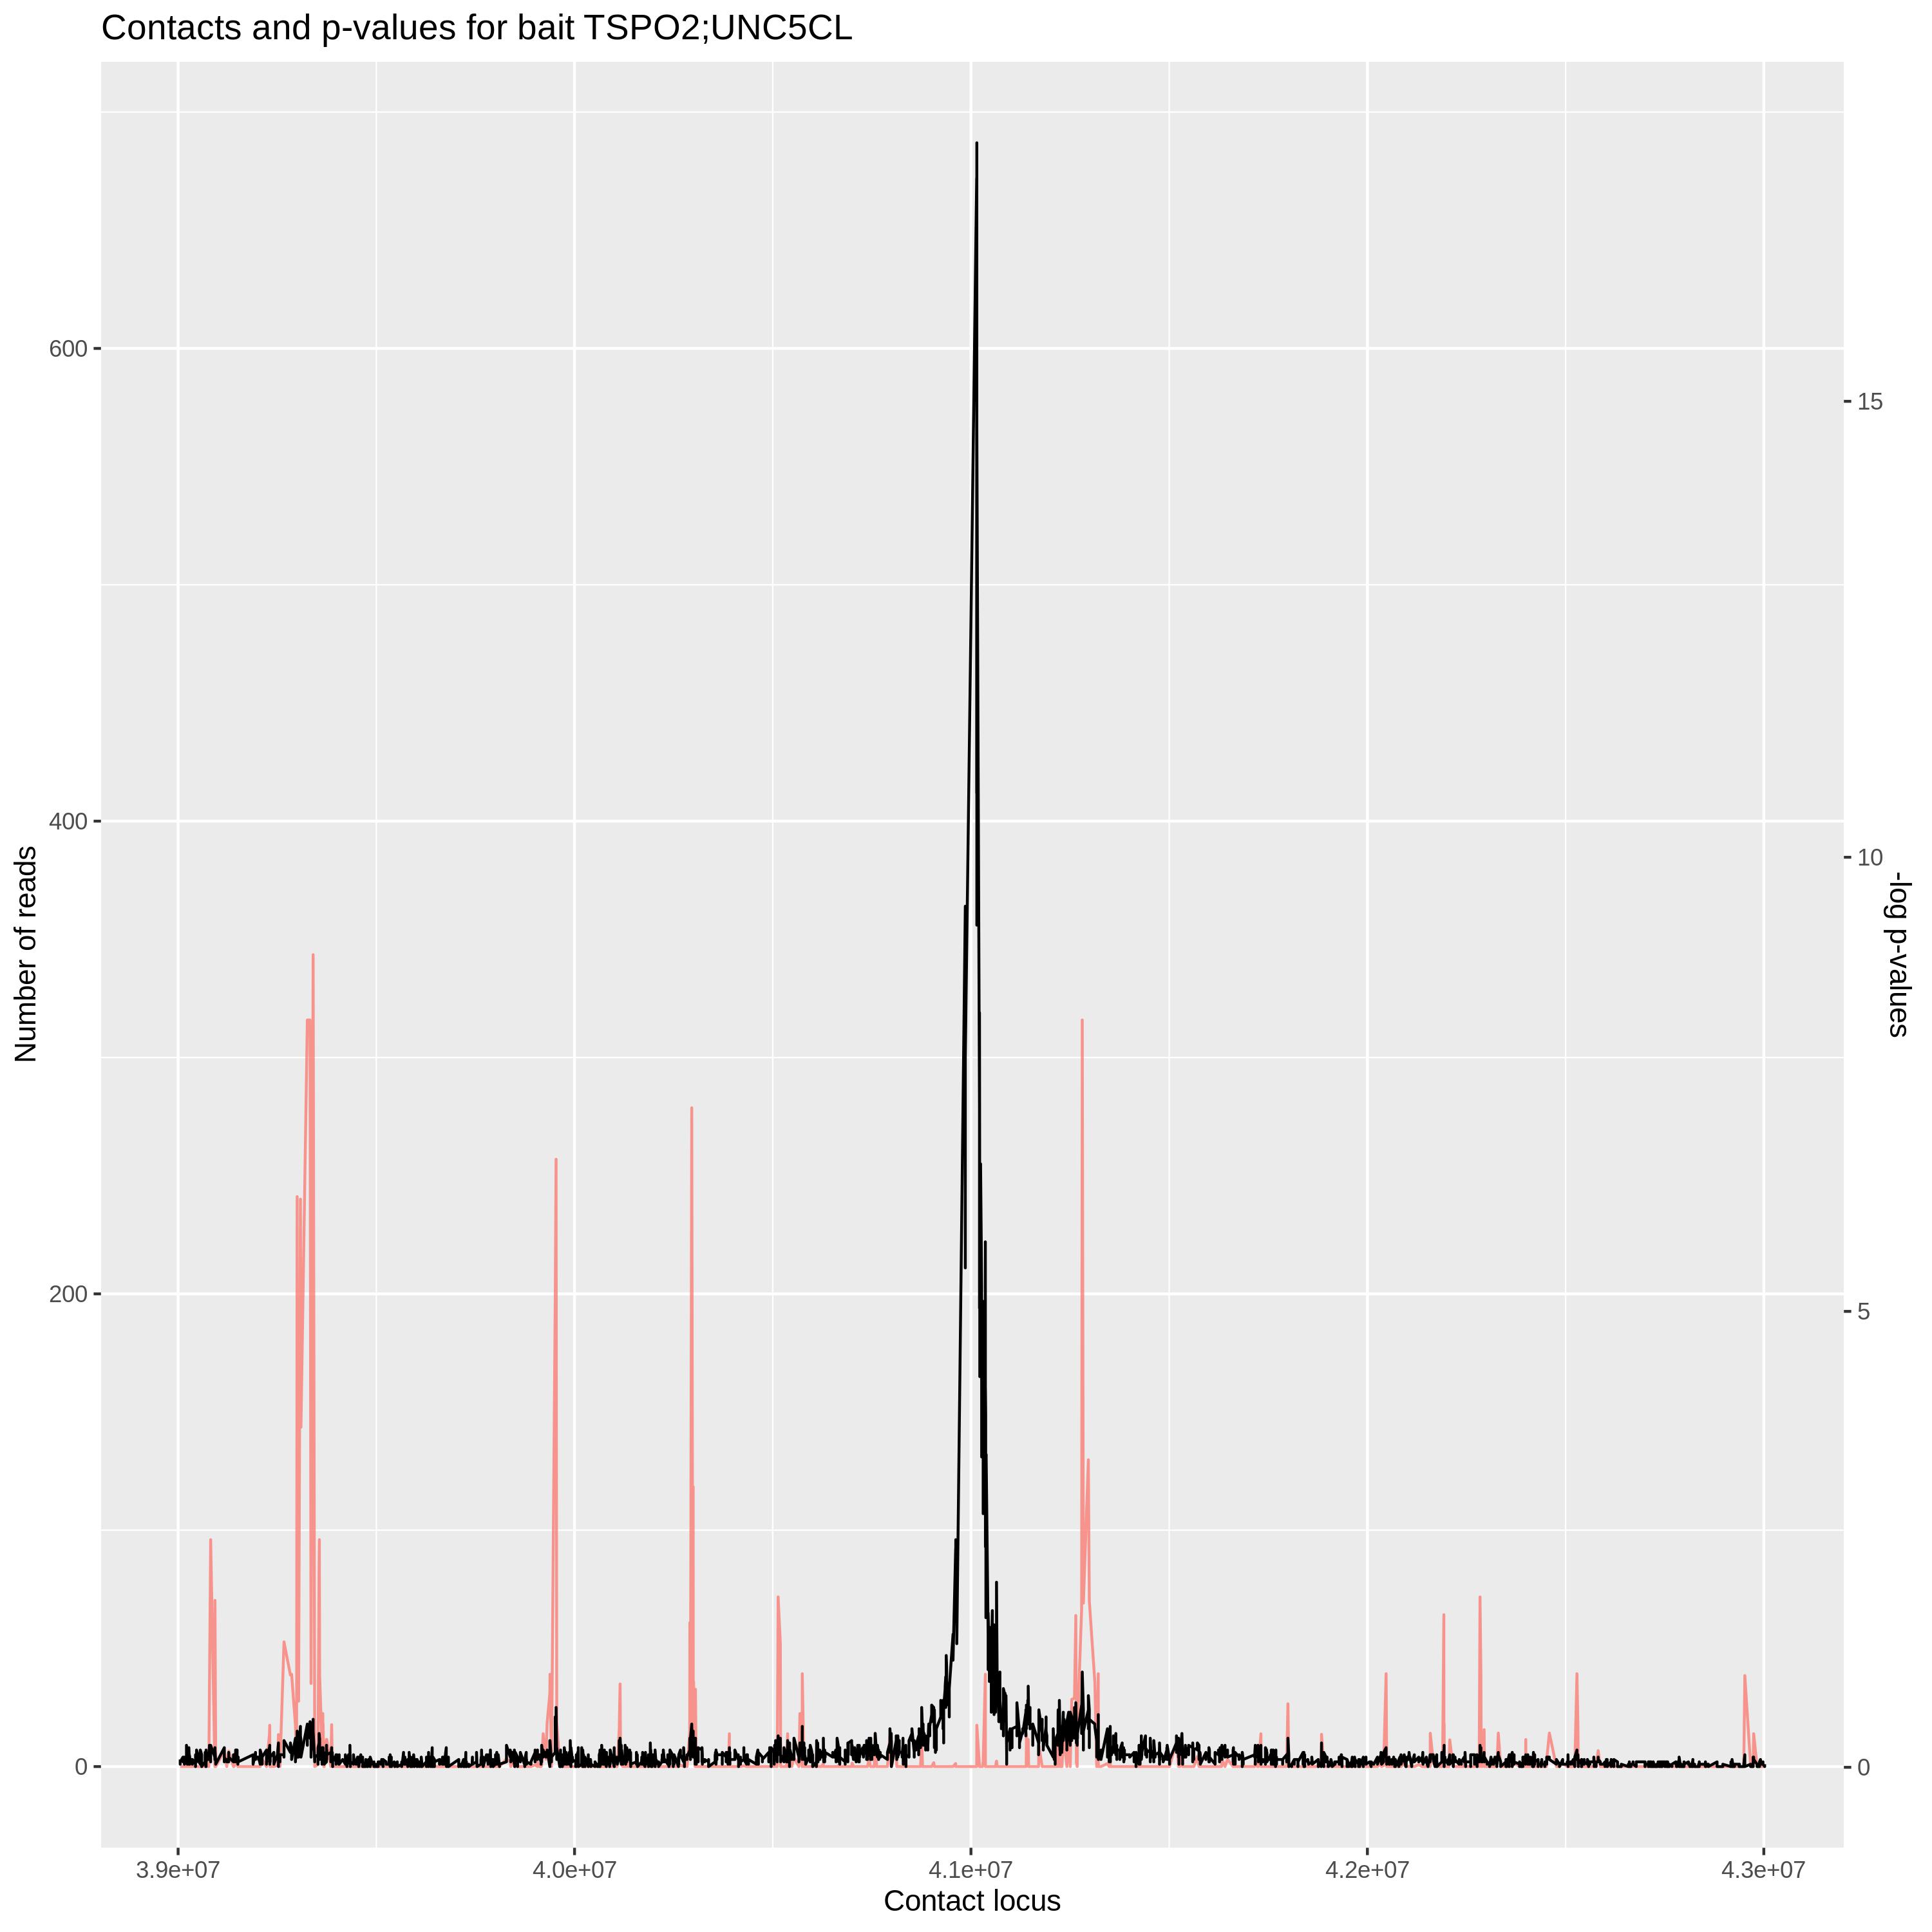 Contacts and p-values for bait TSPO2;UNC5CL
600
400
200
0
Number of reads
15
10
5
0
-log p-values
3.9e+07
4.0e+07
4.1e+07
4.2e+07
4.3e+07
Contact locus